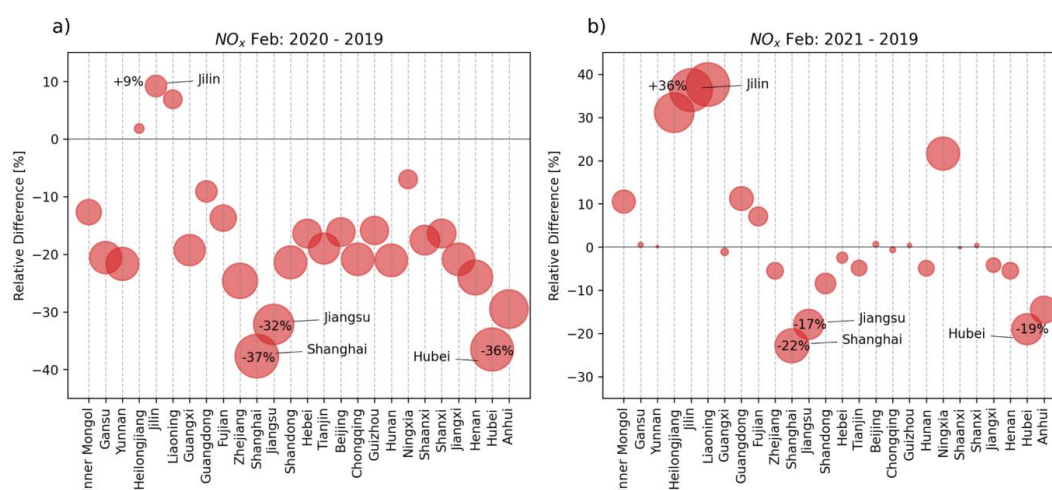 a)
NOₓ Feb: 2020 - 2019
Relative Difference [%]
10
0
−10
−20
−30
−40
+9%
Jilin
Jiangsu
-32%
Shanghai
-37%
Hubei
-36%
nner Mongol
Gansu
Yunnan
Heilongjiang
Jilin
Liaoning
Guangxi
Guangdong
Fujian
Zhejiang
Shanghai
Jiangsu
Shandong
Hebei
Tianjin
Beijing
Chongqing
Guizhou
Hunan
Ningxia
Shaanxi
Shanxi
Jiangxi
Henan
Hubei
Anhui
b)
NOₓ Feb: 2021 - 2019
Relative Difference [%]
40
30
20
10
0
−10
−20
−30
+36%
Jilin
Jiangsu
-17%
Shanghai
-22%
Hubei
-19%
nner Mongol
Gansu
Yunnan
Heilongjiang
Jilin
Liaoning
Guangxi
Guangdong
Fujian
Zhejiang
Shanghai
Jiangsu
Shandong
Hebei
Tianjin
Beijing
Chongqing
Guizhou
Hunan
Ningxia
Shaanxi
Shanxi
Jiangxi
Henan
Hubei
Anhui